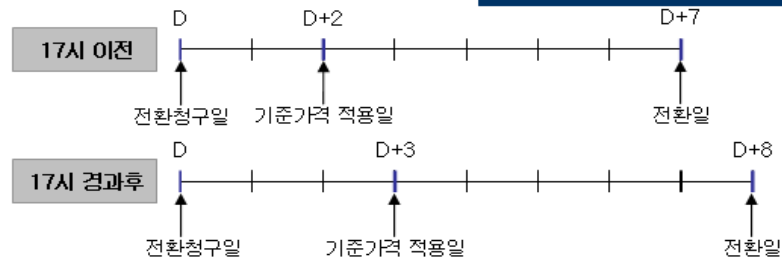 D D+2 D+7
17시 이전
전환청구일 기준가격 적용일 전환일
D D+3 D+8
17시 경과후
전환청구일 기준가격 적용일 전환일